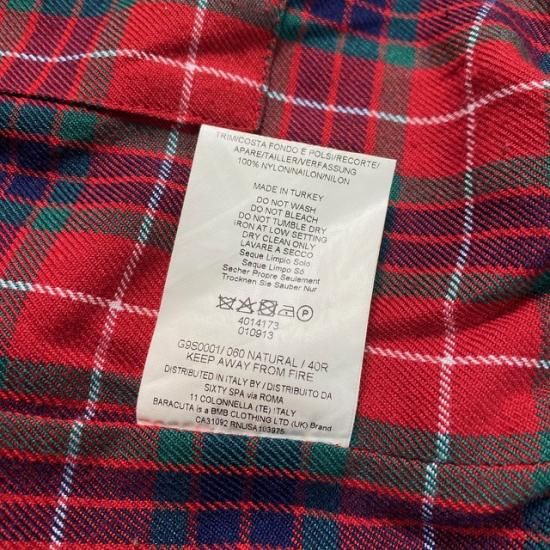 TRIM/COSTA FONDO E POLSI/RECORTE/
APARE/TAILLER/VERFASSUNG
100% NYLON/NAILON/NILON
MADE IN TURKEY
DO NOT WASH
DO NOT BLEACH
DO NOT TUMBLE DRY
IRON AT LOW SETTING
DRY CLEAN ONLY
LAVARE A SECCO
Seque Limpio Solo
Seque Limpo Só
Sacher Propre Seulement
Trocknen Sie Sauber Nur
P
4014173
010913
G9S0001/ 060 NATURAL / 40R
KEEP AWAY FROM FIRE
DISTRIBUTED IN ITALY BY / DISTRIBUITO DA
SIXTY SPA via ROMA
11 COLONNELLA (TE) ITALY
BARACUTA is a BMB CLOTHING LTD (UK) Brand
CA31092 RNUSA103975